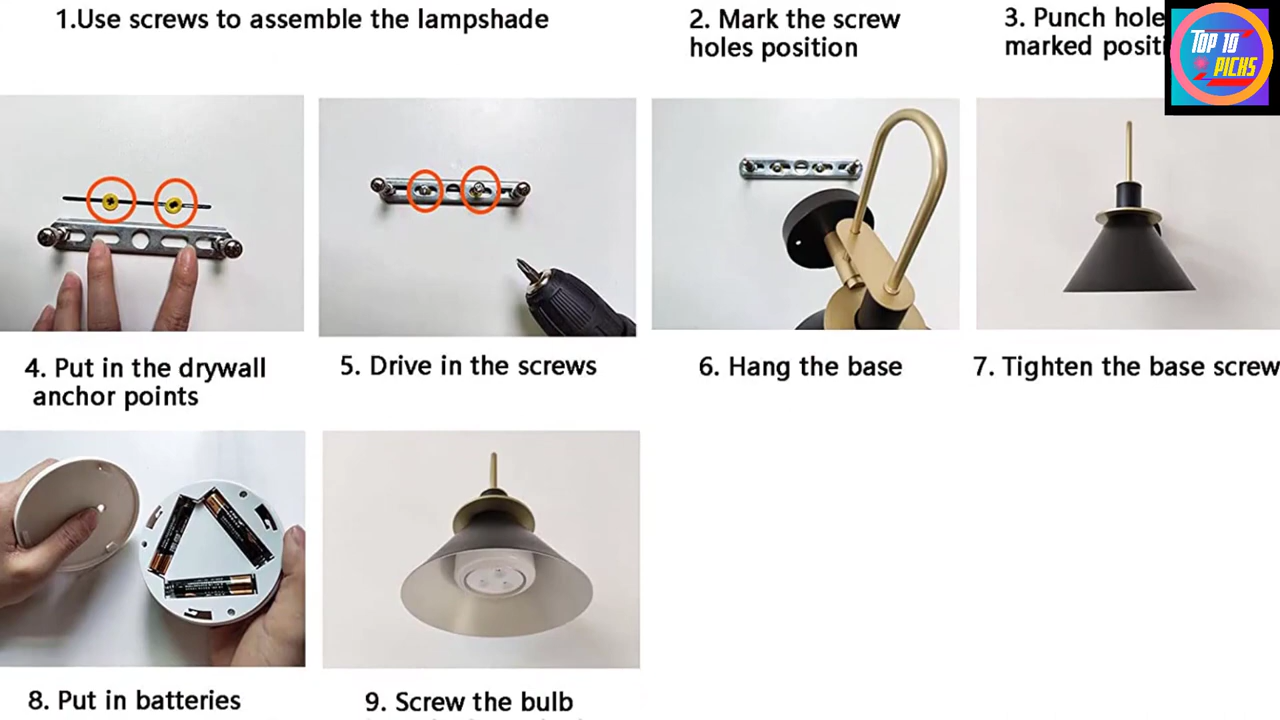 1.Use screws to assemble the lampshade
2. Mark the screw
holes position
3. Punch hole
marked positi
TOP 10
PICKS
4. Put in the drywall
anchor points
5. Drive in the screws
6. Hang the base
7. Tighten the base screw
8. Put in batteries
9. Screw the bulb